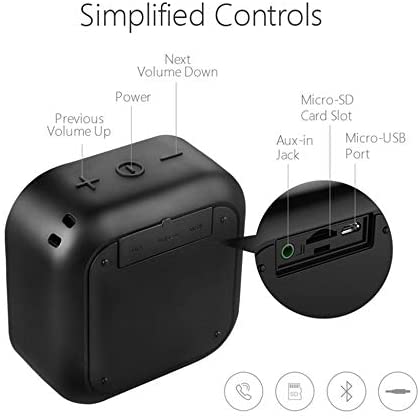 Simplified Controls
Next
Volume Down
Power
Previous
Volume Up
Micro-SD
Card Slot
Micro-USB
Port
Aux-in
Jack